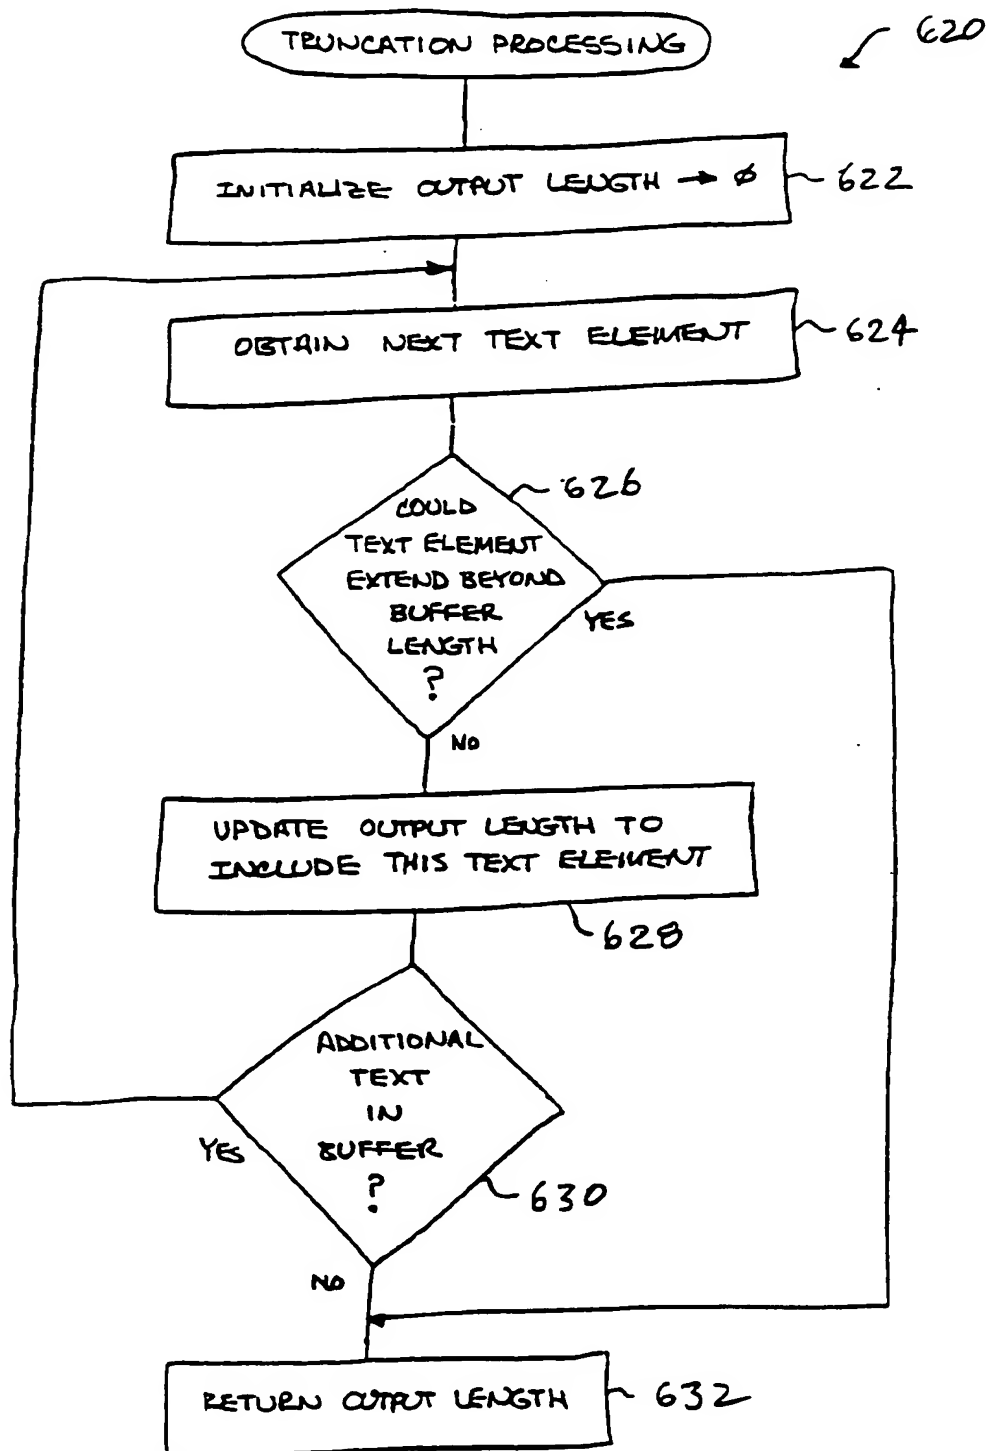 TRUNCATION PROCESSING
620
INITIALIZE OUTPUT LENGTH → ø
622
OBTAIN NEXT TEXT ELEMENT
624
626
COULD
TEXT ELEMENT
EXTEND BEYOND
BUFFER
LENGTH
?
YES
NO
UPDATE OUTPUT LENGTH TO
INCLUDE THIS TEXT ELEMENT
628
ADDITIONAL
TEXT
IN
BUFFER
?
YES
630
NO
RETURN OUTPUT LENGTH
632